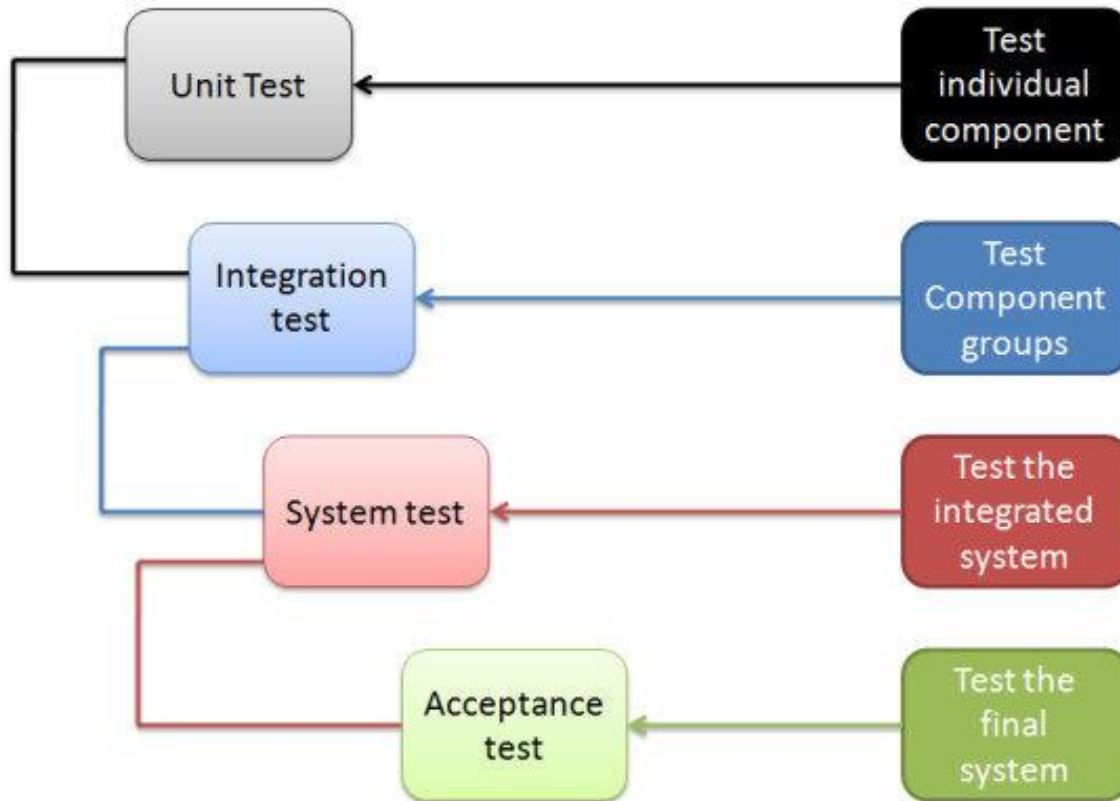 Unit Test
Test
individual
component
Integration
test
Test
Component
groups
System test
Test the
integrated
system
Acceptance
test
Test the
final
system